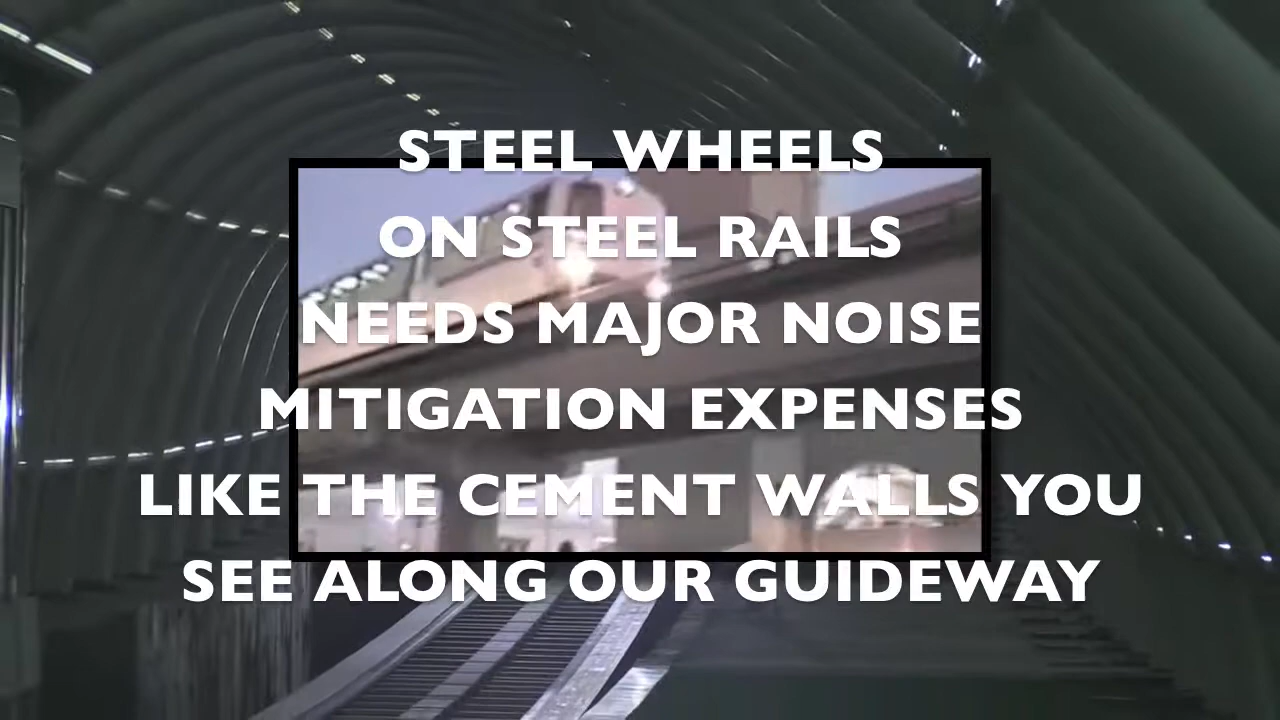 STEEL WHEELS
ON STEEL RAILS
NEEDS MAJOR NOISE
MITIGATION EXPENSES
LIKE THE CEMENT WALLS YOU
SEE ALONG OUR GUIDEWAY